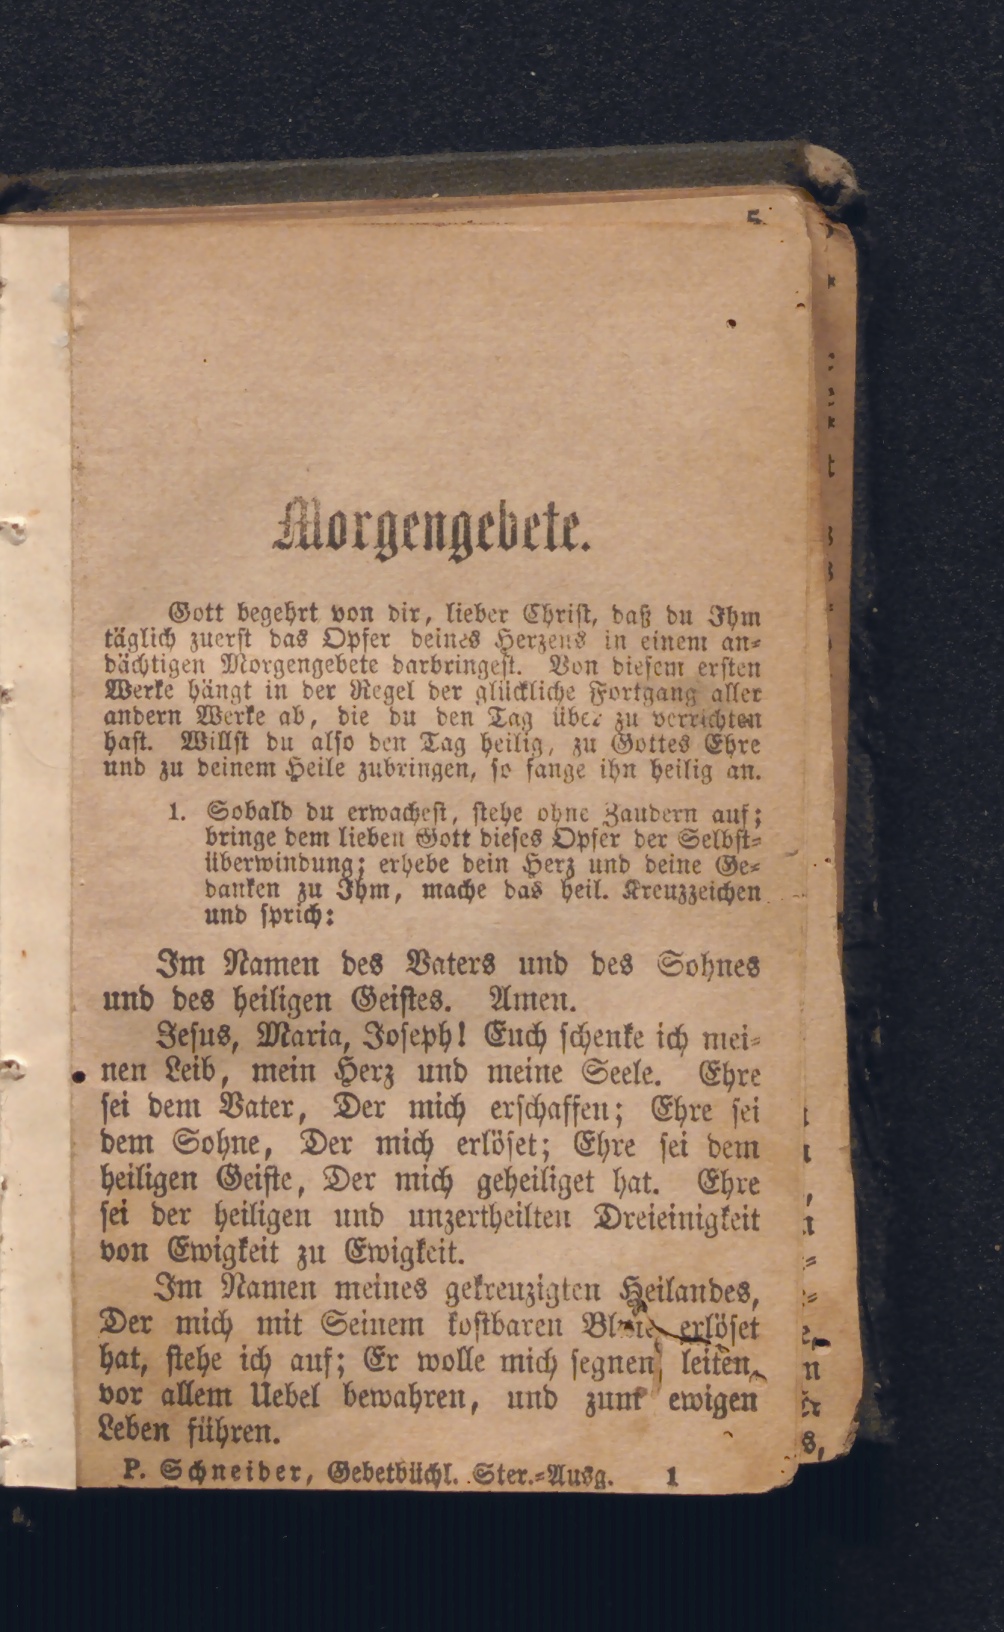 Morgengebete.
Gott begehrt von dir, lieber Christ, daß du Ihm
täglich zuerst das Opfer deines Herzens in einem an-
dächtigen Morgengebete darbringest. Von diesem ersten
Werke hängt in der Regel der glückliche Fortgang aller
andern Werke ab, die du den Tag über zu verrichten
hast. Willst du also den Tag heilig, zu Gottes Ehre
und zu deinem Heile zubringen, so fange ihn heilig an.
1. Sobald du erwachest, stehe ohne Zaudern auf;
bringe dem lieben Gott dieses Opfer der Selbst-
überwindung; erhebe dein Herz und deine Ge-
danken zu Ihm, mache das heil. Kreuzzeichen
und sprich:
Im Namen des Vaters und des Sohnes
und des heiligen Geistes. Amen.
Jesus, Maria, Joseph! Euch schenke ich mei-
nen Leib, mein Herz und meine Seele. Ehre
sei dem Vater, Der mich erschaffen; Ehre sei
dem Sohne, Der mich erlöset; Ehre sei dem
heiligen Geiste, Der mich geheiliget hat. Ehre
sei der heiligen und unzertheilten Dreieinigkeit
von Ewigkeit zu Ewigkeit.
Im Namen meines gekreuzigten Heilandes,
Der mich mit Seinem kostbaren Blute erlöset
hat, stehe ich auf; Er wolle mich segnen, leiten,
vor allem Uebel bewahren, und zum ewigen
Leben führen.
P. Schneider, Gebetbüchl. Ster.-Ausg. 1